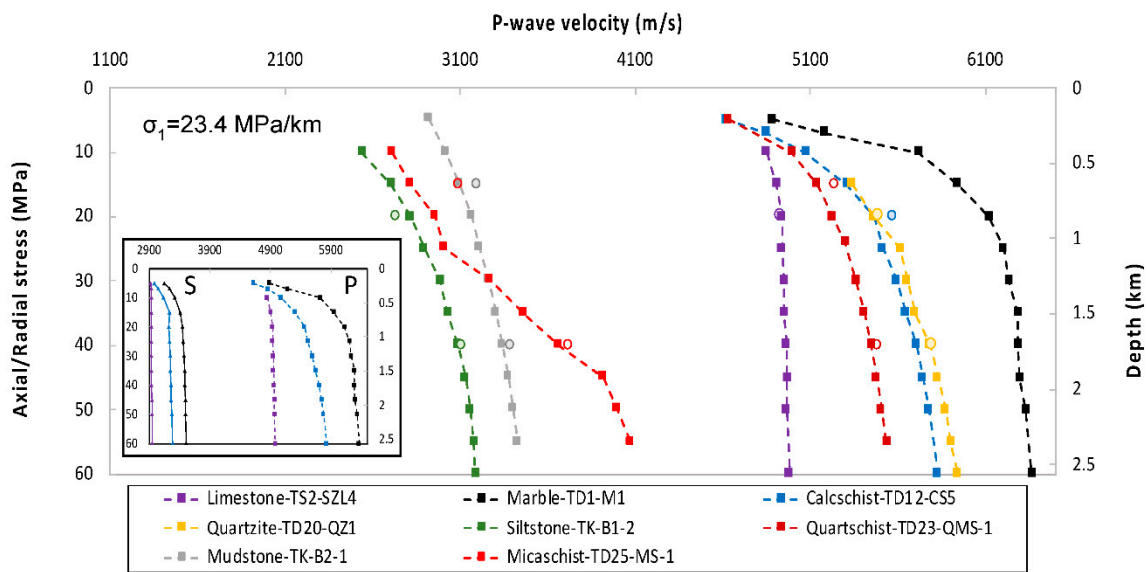 P-wave velocity (m/s)
1100 2100 3100 4100 5100 6100
Axial/Radial stress (MPa)
0
10
20
30
40
50
60
σ1=23.4 MPa/km
0
0.5
1
1.5
2
2.5
Depth (km)
2900 3900 4900 5900
S P
0
10
20
30
40
50
60
0
0.5
1
1.5
2
2.5
Limestone-TS2-SZL4 Marble-TD1-M1 Calcschist-TD12-CS5
Quartzite-TD20-QZ1 Siltstone-TK-B1-2 Quartschist-TD23-QMS-1
Mudstone-TK-B2-1 Micaschist-TD25-MS-1